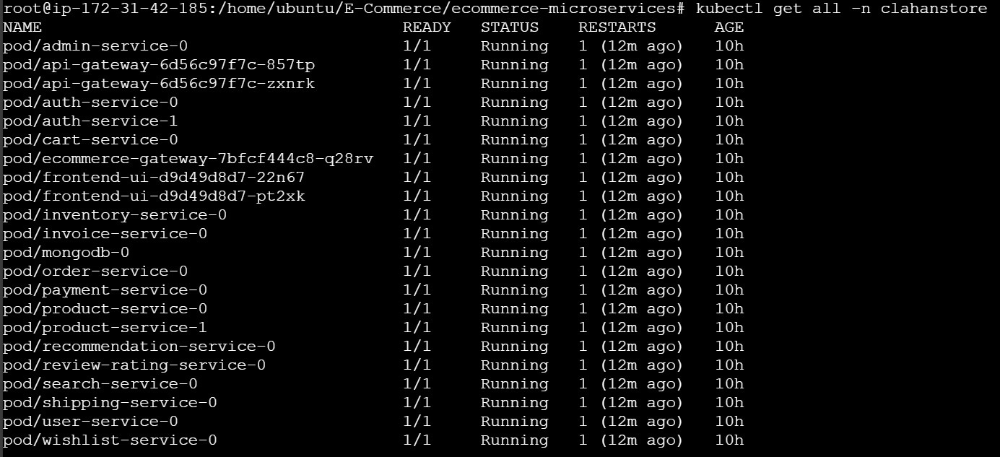 root@ip-172-31-42-185:/home/ubuntu/E-Commerce/ecommerce-microservices# kubectl get all -n clahanstore
NAME READY STATUS RESTARTS AGE
pod/admin-service-0 1/1 Running 1 (12m ago) 10h
pod/api-gateway-6d56c97f7c-857tp 1/1 Running 1 (12m ago) 10h
pod/api-gateway-6d56c97f7c-zxnrk 1/1 Running 1 (12m ago) 10h
pod/auth-service-0 1/1 Running 1 (12m ago) 10h
pod/auth-service-1 1/1 Running 1 (12m ago) 10h
pod/cart-service-0 1/1 Running 1 (12m ago) 10h
pod/ecommerce-gateway-7bfcf444c8-q28rv 1/1 Running 1 (12m ago) 10h
pod/frontend-ui-d9d49d8d7-22n67 1/1 Running 1 (12m ago) 10h
pod/frontend-ui-d9d49d8d7-pt2xk 1/1 Running 1 (12m ago) 10h
pod/inventory-service-0 1/1 Running 1 (12m ago) 10h
pod/invoice-service-0 1/1 Running 1 (12m ago) 10h
pod/mongodb-0 1/1 Running 1 (12m ago) 10h
pod/order-service-0 1/1 Running 1 (12m ago) 10h
pod/payment-service-0 1/1 Running 1 (12m ago) 10h
pod/product-service-0 1/1 Running 1 (12m ago) 10h
pod/product-service-1 1/1 Running 1 (12m ago) 10h
pod/recommendation-service-0 1/1 Running 1 (12m ago) 10h
pod/review-rating-service-0 1/1 Running 1 (12m ago) 10h
pod/search-service-0 1/1 Running 1 (12m ago) 10h
pod/shipping-service-0 1/1 Running 1 (12m ago) 10h
pod/user-service-0 1/1 Running 1 (12m ago) 10h
pod/wishlist-service-0 1/1 Running 1 (12m ago) 10h